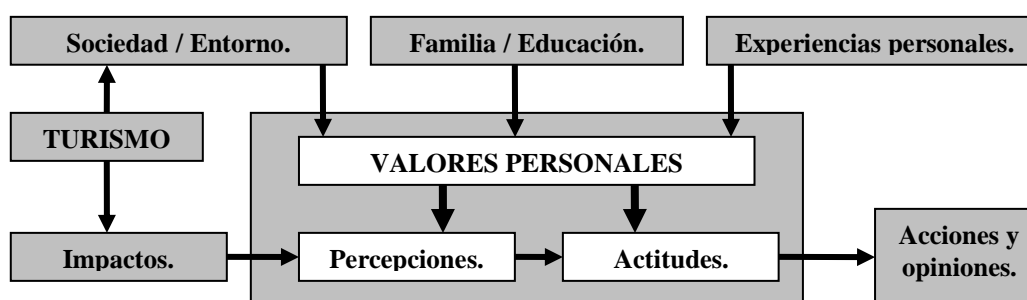 Sociedad / Entorno.
Familia / Educación.
Experiencias personales.
TURISMO
VALORES PERSONALES
Impactos.
Percepciones.
Actitudes.
Acciones y
opiniones.